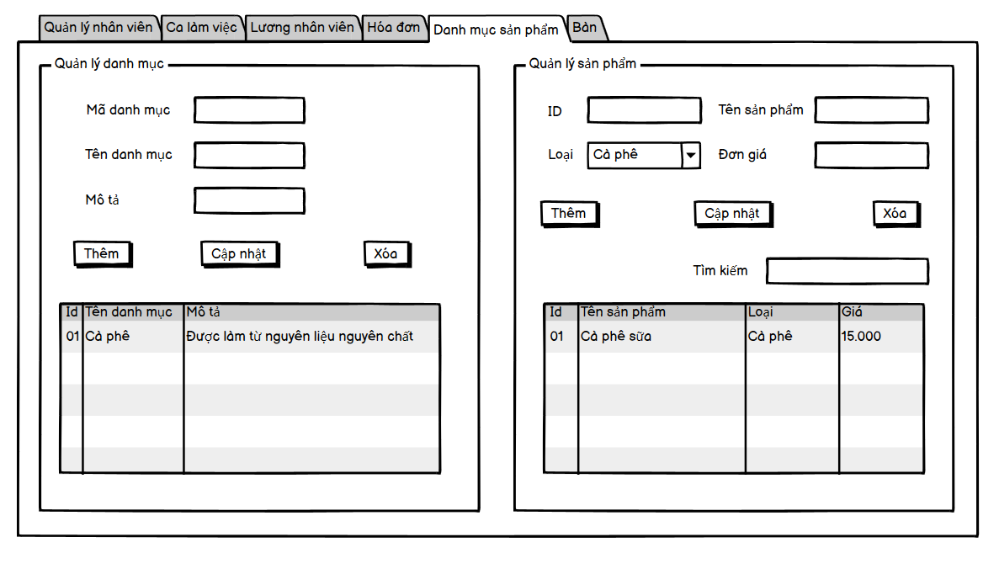 Quản lý nhân viên Ca làm việc Lương nhân viên Hóa đơn Danh mục sản phẩm Bàn
Quản lý danh mục
Mã danh mục
Tên danh mục
Mô tả
Thêm Cập nhật Xóa
Id Tên danh mục Mô tả
01 Cà phê Được làm từ nguyên liệu nguyên chất
Quản lý sản phẩm
ID Tên sản phẩm
Loại Cà phê Đơn giá
Thêm Cập nhật Xóa
Tìm kiếm
Id Tên sản phẩm Loại Giá
01 Cà phê sữa Cà phê 15.000